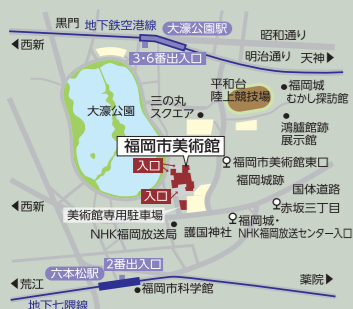 黒門
地下鉄空港線
大濠公園駅
昭和通り
◀西新
3・6番出入口
明治通り
天神▶
大濠公園
三の丸
スクエア
平和台
陸上競技場
福岡城
むかし探訪館
鴻臚館跡
展示館
福岡市美術館
入口
福岡市美術館東口
福岡城跡
入口
国体道路
◀西新
美術館専用駐車場
赤坂三丁目
NHK福岡放送局
護国神社
福岡城・
NHK福岡放送センター入口
六本松駅
2番出入口
◀荒江
福岡市科学館
薬院▶
地下七隈線